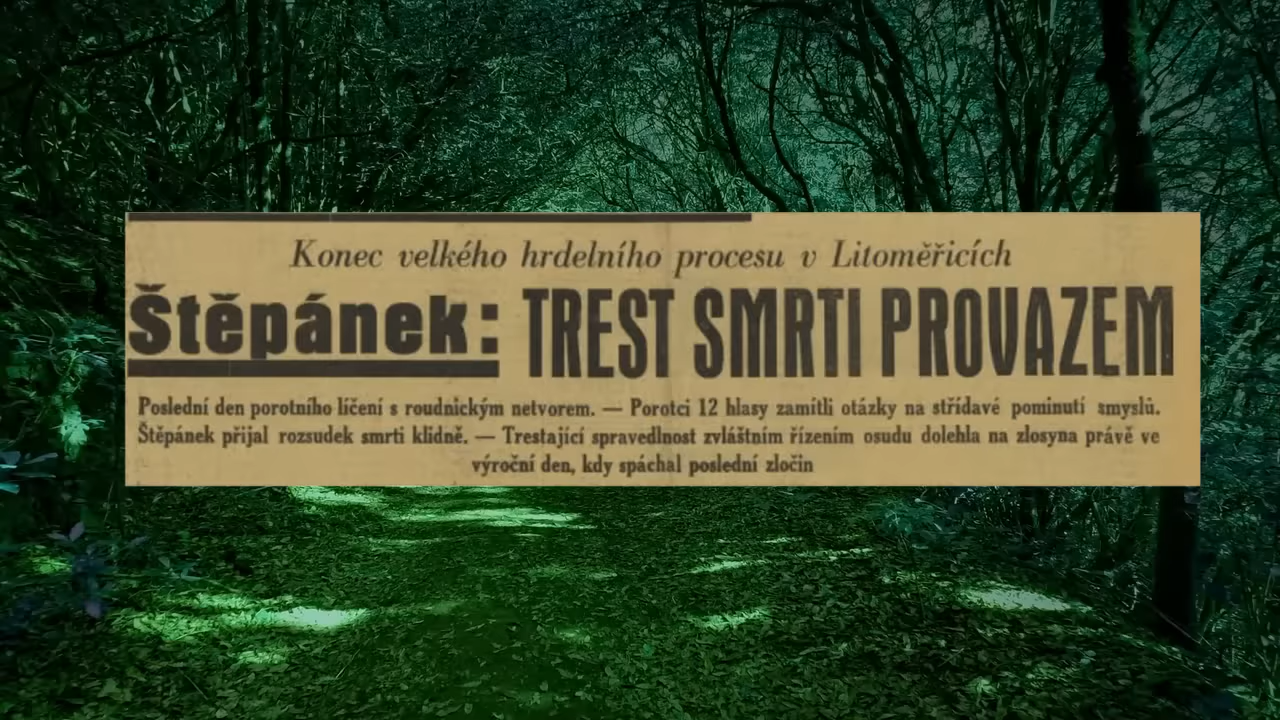 Konec velkého hrdelního procesu v Litoměřicích
Štěpánek: TREST SMRTI PROVAZEM
Poslední den porotního líčení s roudnickým netvorem. — Porotci 12 hlasy zamítli otázky na střídavé pominutí smyslů.
Štěpánek přijal rozsudek smrti klidně. — Trestající spravedlnost zvláštním řízením osudu dolehla na zlosyna právě ve
výroční den, kdy spáchal poslední zločin